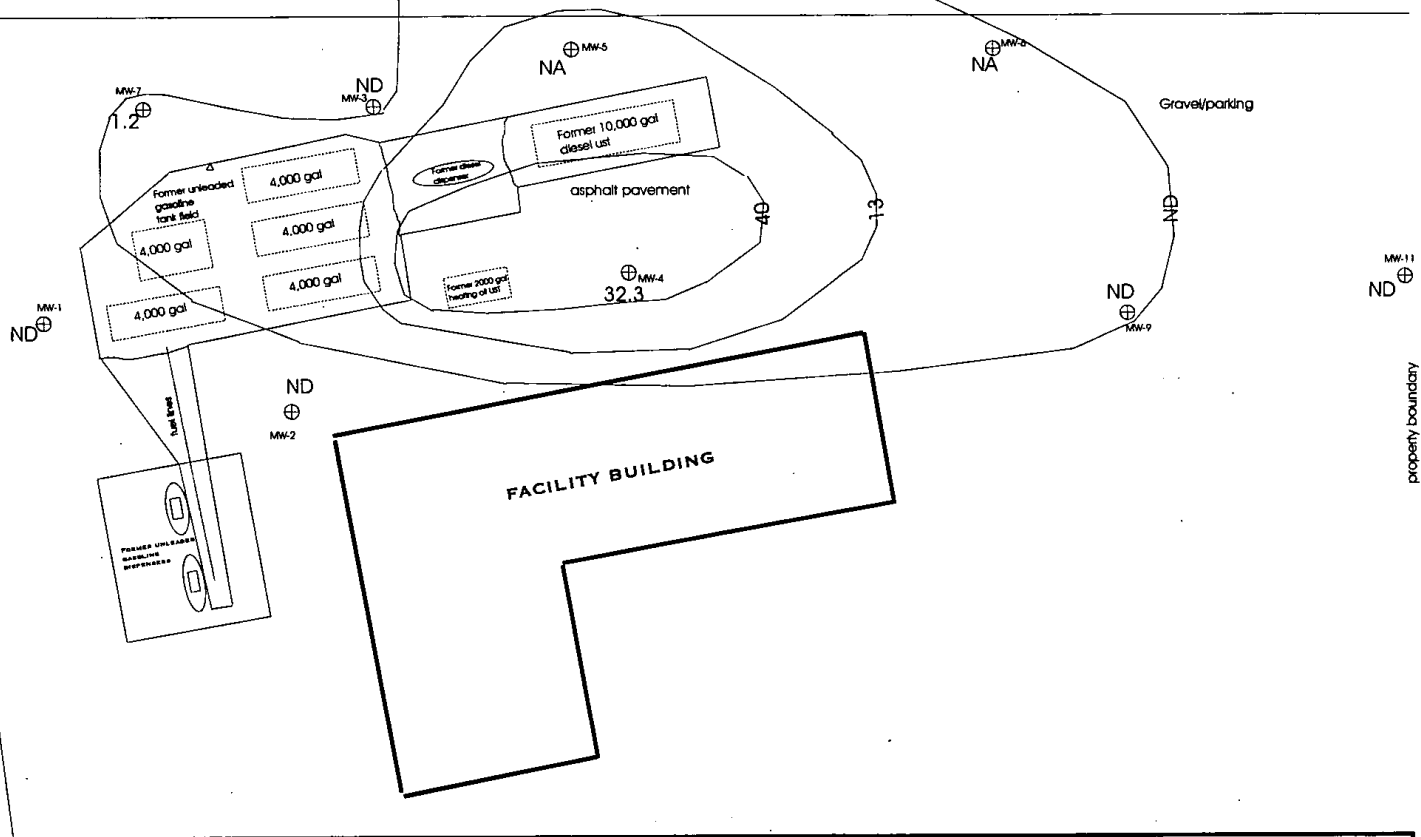 MW-5
NA
MW-6
NA
MW-7
1.2
ND
MW-3
Gravel/parking
Former 10,000 gal
diesel ust
Former diesel
dispenser
Former unleaded
gasoline
tank field
4,000 gal
asphalt pavement
4,000 gal
4,000 gal
40
13
ND
4,000 gal
4,000 gal
MW-4
32.3
Former 2000 gal
heating oil UST
MW-11
ND
MW-1
ND
ND
MW-9
ND
MW-2
fuel lines
property boundary
FACILITY BUILDING
FORMER UNLEADED
GASOLINE
DISPENSERS